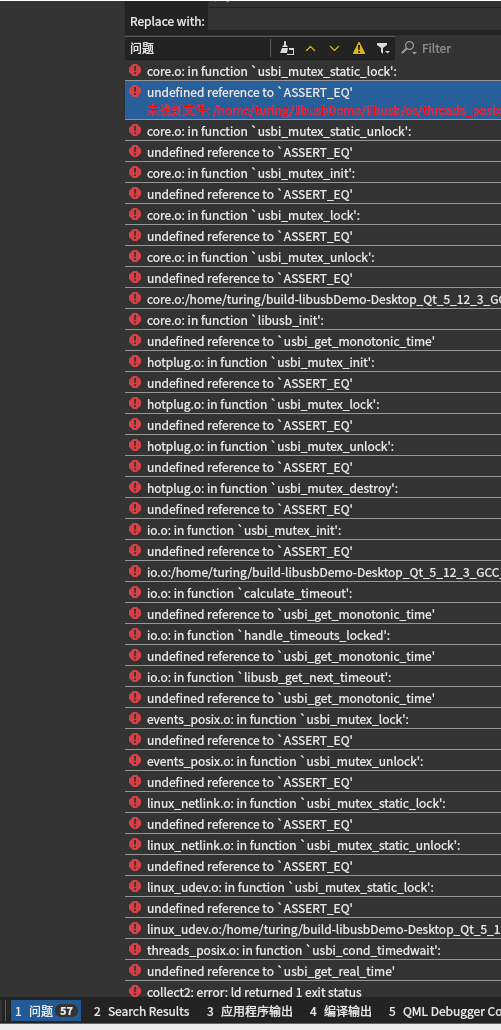 Replace with:
问题
Filter
core.o: in function `usbi_mutex_static_lock':
undefined reference to `ASSERT_EQ'
未找到文件: /home/turing/libusbDemo/libusb/os/threads_posix
core.o: in function `usbi_mutex_static_unlock':
undefined reference to `ASSERT_EQ'
core.o: in function `usbi_mutex_init':
undefined reference to `ASSERT_EQ'
core.o: in function `usbi_mutex_lock':
undefined reference to `ASSERT_EQ'
core.o: in function `usbi_mutex_unlock':
undefined reference to `ASSERT_EQ'
core.o:/home/turing/build-libusbDemo-Desktop_Qt_5_12_3_GC
core.o: in function `libusb_init':
undefined reference to `usbi_get_monotonic_time'
hotplug.o: in function `usbi_mutex_init':
undefined reference to `ASSERT_EQ'
hotplug.o: in function `usbi_mutex_lock':
undefined reference to `ASSERT_EQ'
hotplug.o: in function `usbi_mutex_unlock':
undefined reference to `ASSERT_EQ'
hotplug.o: in function `usbi_mutex_destroy':
undefined reference to `ASSERT_EQ'
io.o: in function `usbi_mutex_init':
undefined reference to `ASSERT_EQ'
io.o:/home/turing/build-libusbDemo-Desktop_Qt_5_12_3_GCC_
io.o: in function `calculate_timeout':
undefined reference to `usbi_get_monotonic_time'
io.o: in function `handle_timeouts_locked':
undefined reference to `usbi_get_monotonic_time'
io.o: in function `libusb_get_next_timeout':
undefined reference to `usbi_get_monotonic_time'
events_posix.o: in function `usbi_mutex_lock':
undefined reference to `ASSERT_EQ'
events_posix.o: in function `usbi_mutex_unlock':
undefined reference to `ASSERT_EQ'
linux_netlink.o: in function `usbi_mutex_static_lock':
undefined reference to `ASSERT_EQ'
linux_netlink.o: in function `usbi_mutex_static_unlock':
undefined reference to `ASSERT_EQ'
linux_udev.o: in function `usbi_mutex_static_lock':
undefined reference to `ASSERT_EQ'
linux_udev.o:/home/turing/build-libusbDemo-Desktop_Qt_5_1
threads_posix.o: in function `usbi_cond_timedwait':
undefined reference to `usbi_get_real_time'
collect2: error: ld returned 1 exit status
1 问题 57 2 Search Results 3 应用程序输出 4 编译输出 5 QML Debugger Co